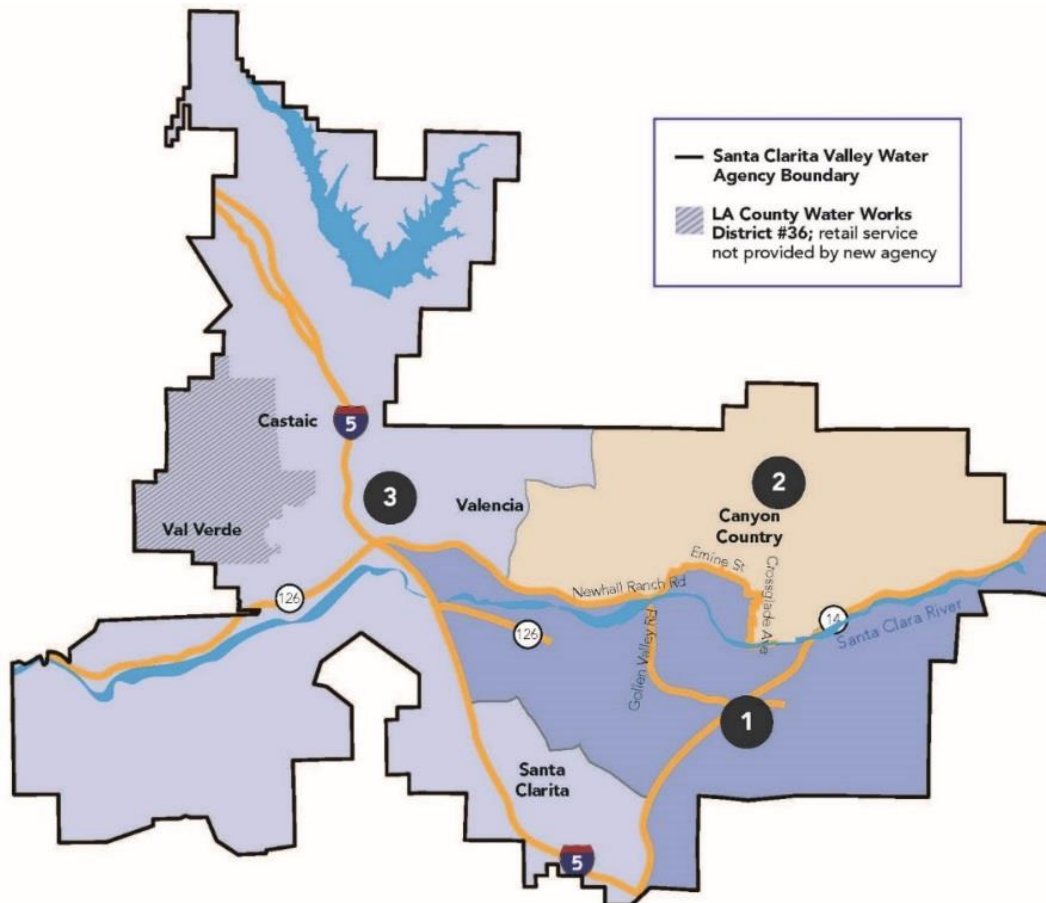 Santa Clarita Valley Water
Agency Boundary
LA County Water Works
District #36; retail service
not provided by new agency
Castaic
5
3
Valencia
2
Canyon
Country
Val Verde
Emine St
Crossglade Ave
Newhall Ranch Rd
126
126
14
Santa Clara River
Gollen Valley Rd
1
Santa
Clarita
5